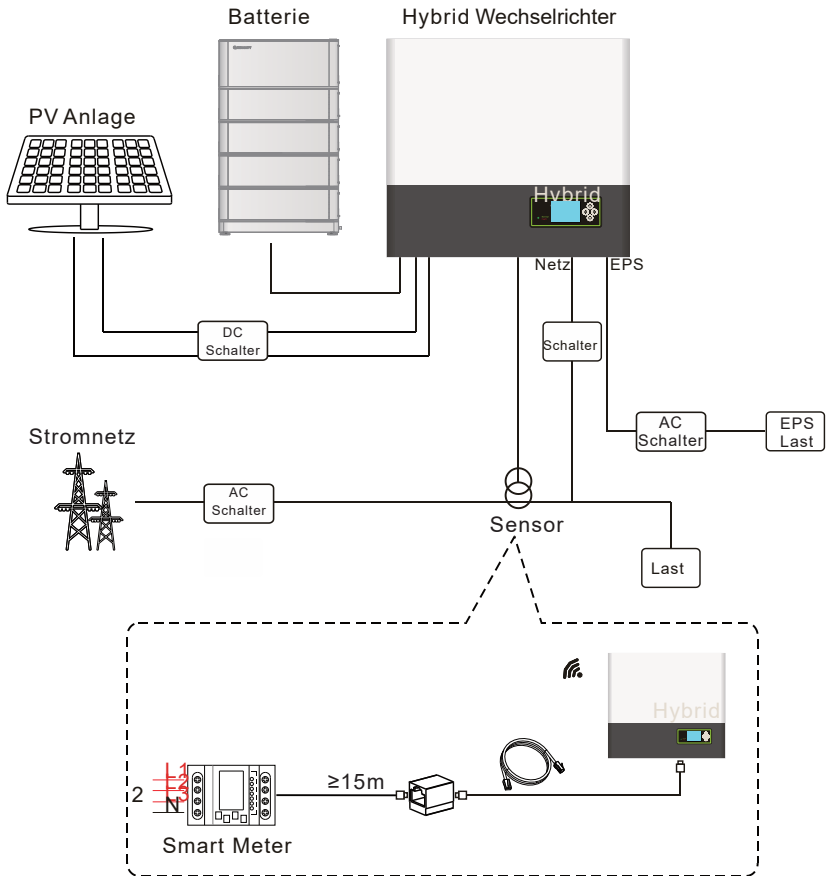 Batterie
Hybrid Wechselrichter
PV Anlage
Hybrid
Netz
EPS
DC
Schalter
Schalter
AC
Schalter
EPS
Last
Stromnetz
AC
Schalter
Sensor
Last
Hybrid
L1
L2
L3
2
N
≥15m
Smart Meter